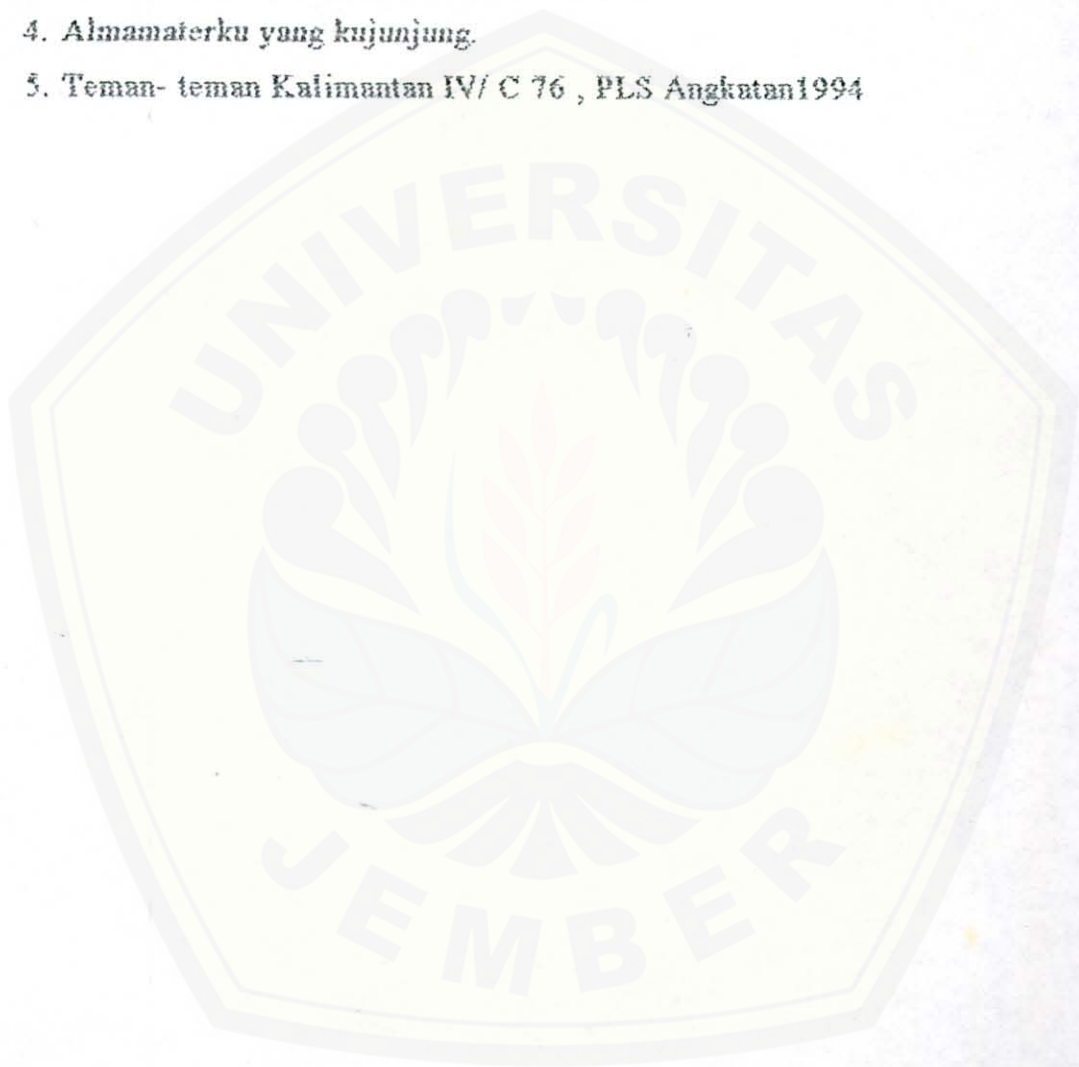 4. Almamaterku yang kujunjung.
5. Teman- teman Kalimantan IV/ C 76 , PLS Angkatan1994
UNIVERSITAS
JEMBER